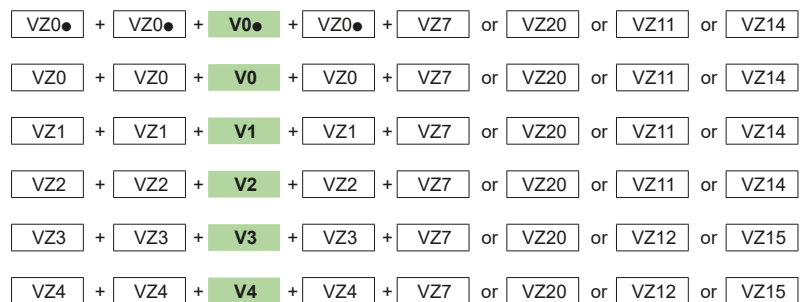 VZ0● + VZ0● + V0● + VZ0● + VZ7 or VZ20 or VZ11 or VZ14
VZ0 + VZ0 + V0 + VZ0 + VZ7 or VZ20 or VZ11 or VZ14
VZ1 + VZ1 + V1 + VZ1 + VZ7 or VZ20 or VZ11 or VZ14
VZ2 + VZ2 + V2 + VZ2 + VZ7 or VZ20 or VZ11 or VZ14
VZ3 + VZ3 + V3 + VZ3 + VZ7 or VZ20 or VZ12 or VZ15
VZ4 + VZ4 + V4 + VZ4 + VZ7 or VZ20 or VZ12 or VZ15